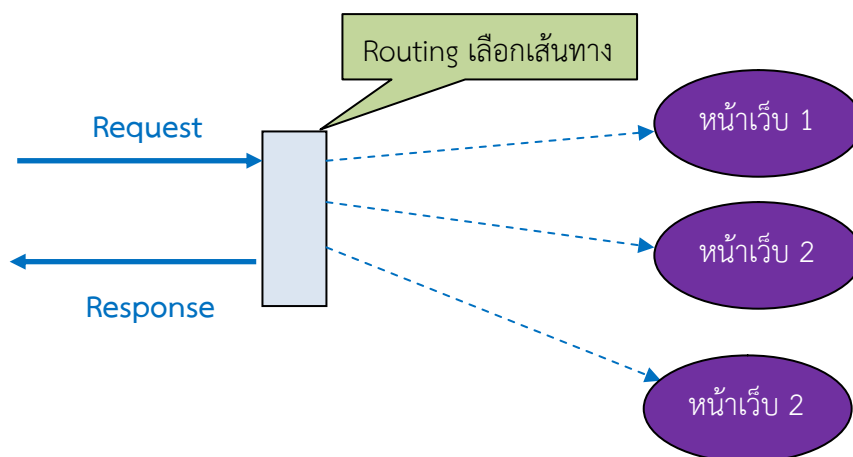 Routing เลือกเส้นทาง
Request
หน้าเว็บ 1
หน้าเว็บ 2
Response
หน้าเว็บ 2